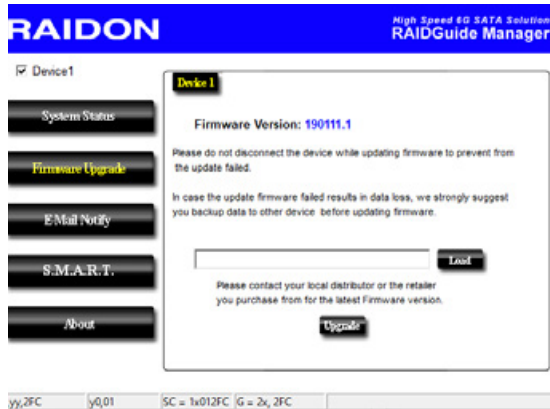 RAIDON
High Speed 6G SATA Solution
RAIDGuide Manager
Device1
System Status
Firmware Upgrade
E-Mail Notify
S.M.A.R.T.
About
Device 1
Firmware Version: 190111.1
Please do not disconnect the device while updating firmware to prevent from
the update failed.
In case the update firmware failed results in data loss, we strongly suggest
you backup data to other device before updating firmware.
Load
Please contact your local distributor or the retailer
you purchase from for the latest Firmware version.
Upgrade
yy,2FC
y0,01
SC = 1x012FC
G = 2x, 2FC